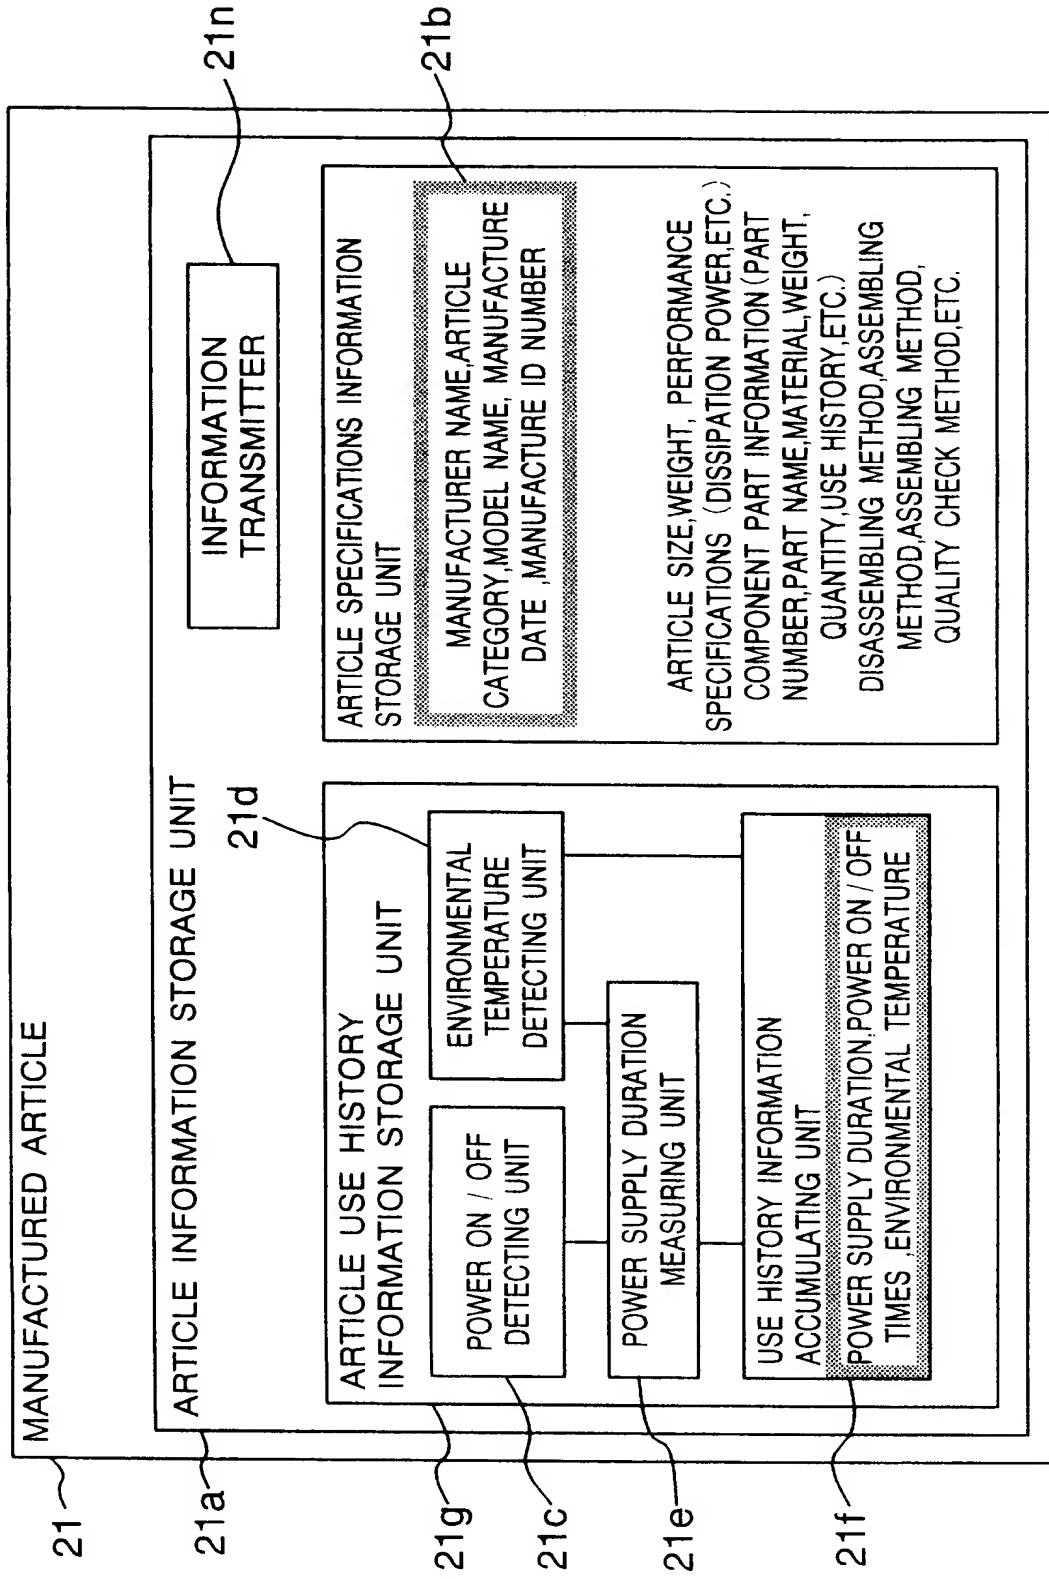 21
MANUFACTURED ARTICLE
21a
ARTICLE INFORMATION STORAGE UNIT
INFORMATION
TRANSMITTER
21n
21g
ARTICLE USE HISTORY
INFORMATION STORAGE UNIT
21d
21c
POWER ON / OFF
DETECTING UNIT
ENVIRONMENTAL
TEMPERATURE
DETECTING UNIT
21e
POWER SUPPLY DURATION
MEASURING UNIT
USE HISTORY INFORMATION
ACCUMULATING UNIT
21f
POWER SUPPLY DURATION,POWER ON / OFF
TIMES ,ENVIRONMENTAL TEMPERATURE
ARTICLE SPECIFICATIONS INFORMATION
STORAGE UNIT
21b
MANUFACTURER NAME,ARTICLE
CATEGORY,MODEL NAME, MANUFACTURE
DATE ,MANUFACTURE ID NUMBER
ARTICLE SIZE,WEIGHT, PERFORMANCE
SPECIFICATIONS (DISSIPATION POWER,ETC.)
COMPONENT PART INFORMATION(PART
NUMBER,PART NAME,MATERIAL,WEIGHT,
QUANTITY,USE HISTORY,ETC.)
DISASSEMBLING METHOD,ASSEMBLING
METHOD,ASSEMBLING METHOD,
QUALITY CHECK METHOD,ETC.